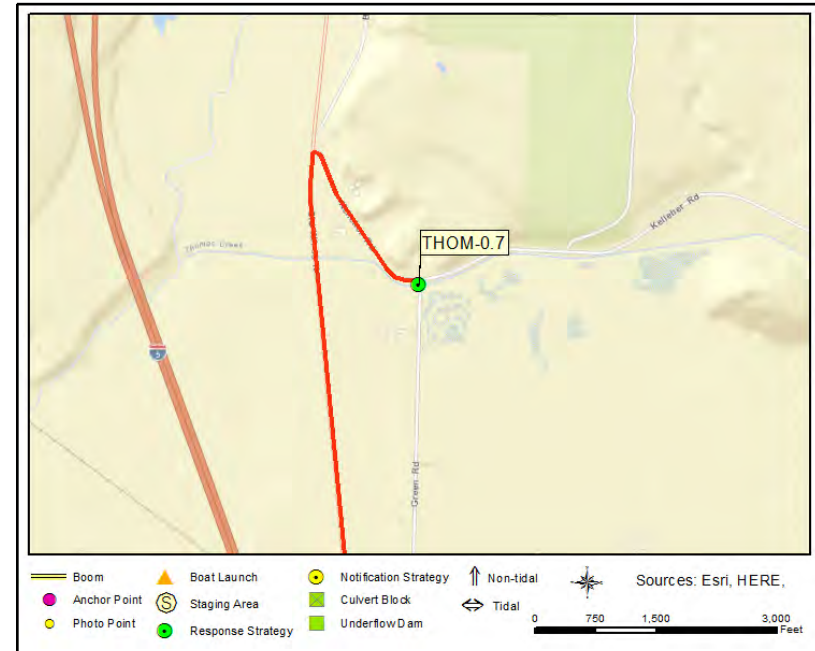 THOM-0.7
Kelleher Rd
Thomas Creek
5
Green Rd
Boom
Boat Launch
Notification Strategy
Non-tidal
Sources: Esri, HERE,
Anchor Point
Staging Area
Culvert Block
Tidal
Photo Point
Response Strategy
Underflow Dam
0 750 1,500 3,000
Feet